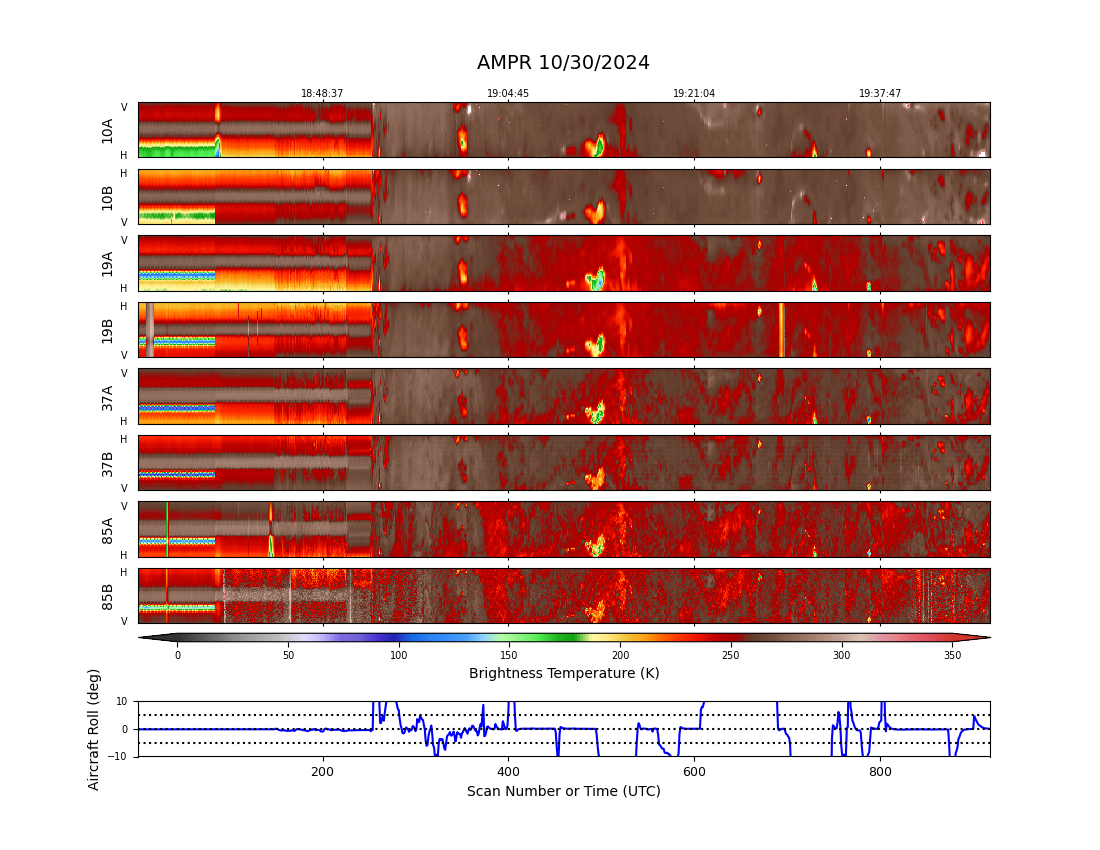 AMPR 10/30/2024
18:48:37 19:04:45 19:21:04 19:37:47
V
10A
H
H
10B
V
V
19A
H
H
19B
V
V
37A
H
H
37B
V
V
85A
H
H
85B
V
0 50 100 150 200 250 300 350
Brightness Temperature (K)
Aircraft Roll (deg)
10
0
−10
200 400 600 800
Scan Number or Time (UTC)